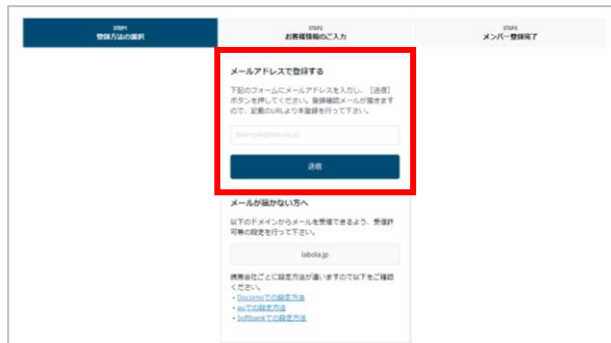 STEP1
登録方法の選択
STEP2
お客様情報のご入力
STEP3
メンバー登録完了
メールアドレスで登録する
下記のフォームにメールアドレスを入力し、[送信]
ボタンを押してください。登録確認メールが届きます
ので、記載のURLより本登録を行って下さい。
example@labola.jp
送信
メールが届かない方へ
以下のドメインからメールを受信できるよう、受信許
可等の設定を行って下さい。
labola.jp
携帯会社ごとに設定方法が違いますので以下をご確認
ください。
・Docomoでの設定方法
・auでの設定方法
・Softbankでの設定方法